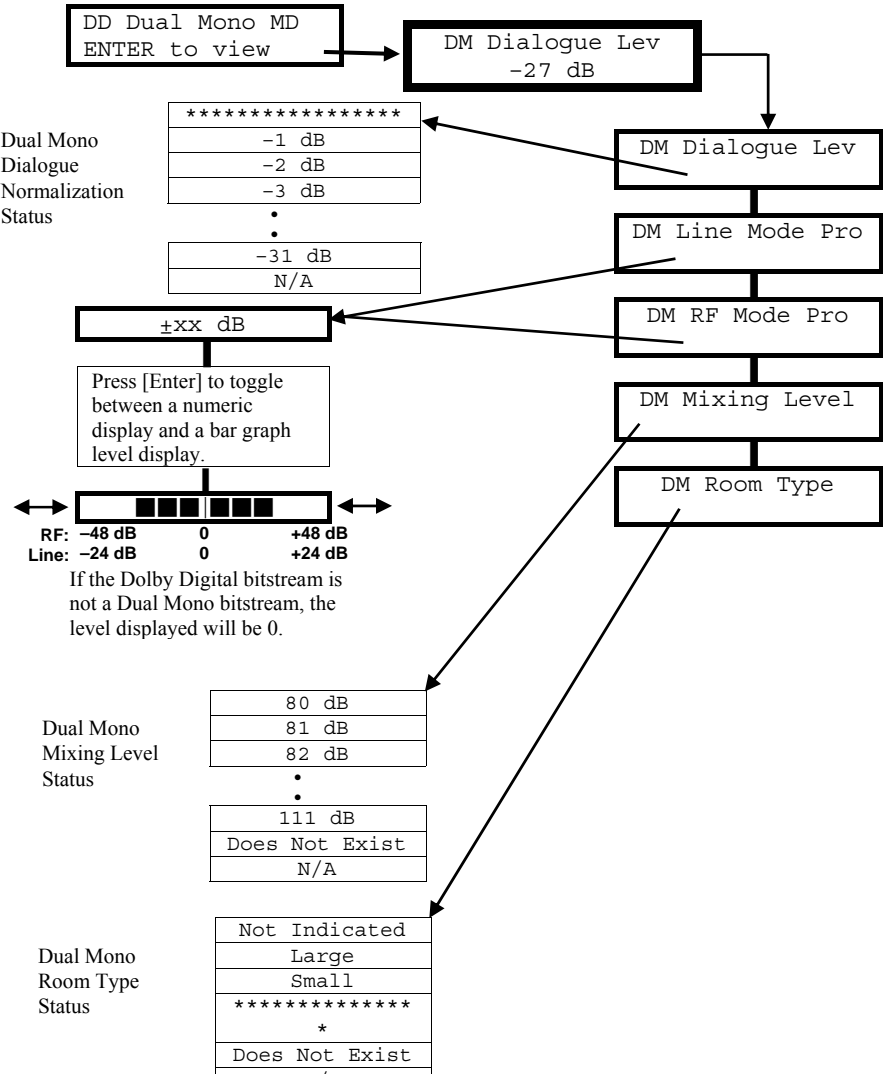 DD Dual Mono MD
ENTER to view
DM Dialogue Lev
-27 dB
*****************
-1 dB
-2 dB
-3 dB
•
•
-31 dB
N/A
Dual Mono
Dialogue
Normalization
Status
DM Dialogue Lev
DM Line Mode Pro
DM RF Mode Pro
DM Mixing Level
DM Room Type
±xx dB
Press [Enter] to toggle
between a numeric
display and a bar graph
level display.
RF: –48 dB 0 +48 dB
Line: –24 dB 0 +24 dB
If the Dolby Digital bitstream is
not a Dual Mono bitstream, the
level displayed will be 0.
Dual Mono
Mixing Level
Status
80 dB
81 dB
82 dB
•
•
111 dB
Does Not Exist
N/A
Dual Mono
Room Type
Status
Not Indicated
Large
Small
**************
*
Does Not Exist